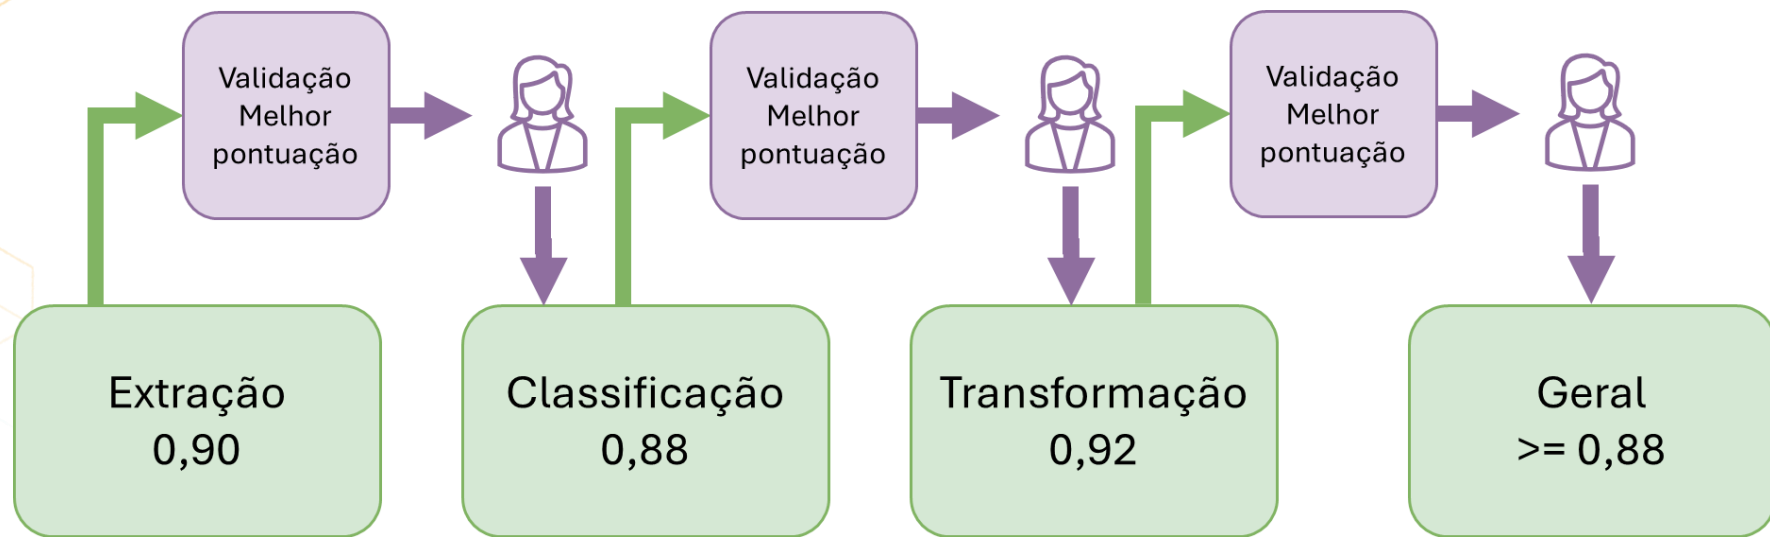 Validação
Melhor
pontuação
Validação
Melhor
pontuação
Validação
Melhor
pontuação
Extração
0,90
Classificação
0,88
Transformação
0,92
Geral
>= 0,88